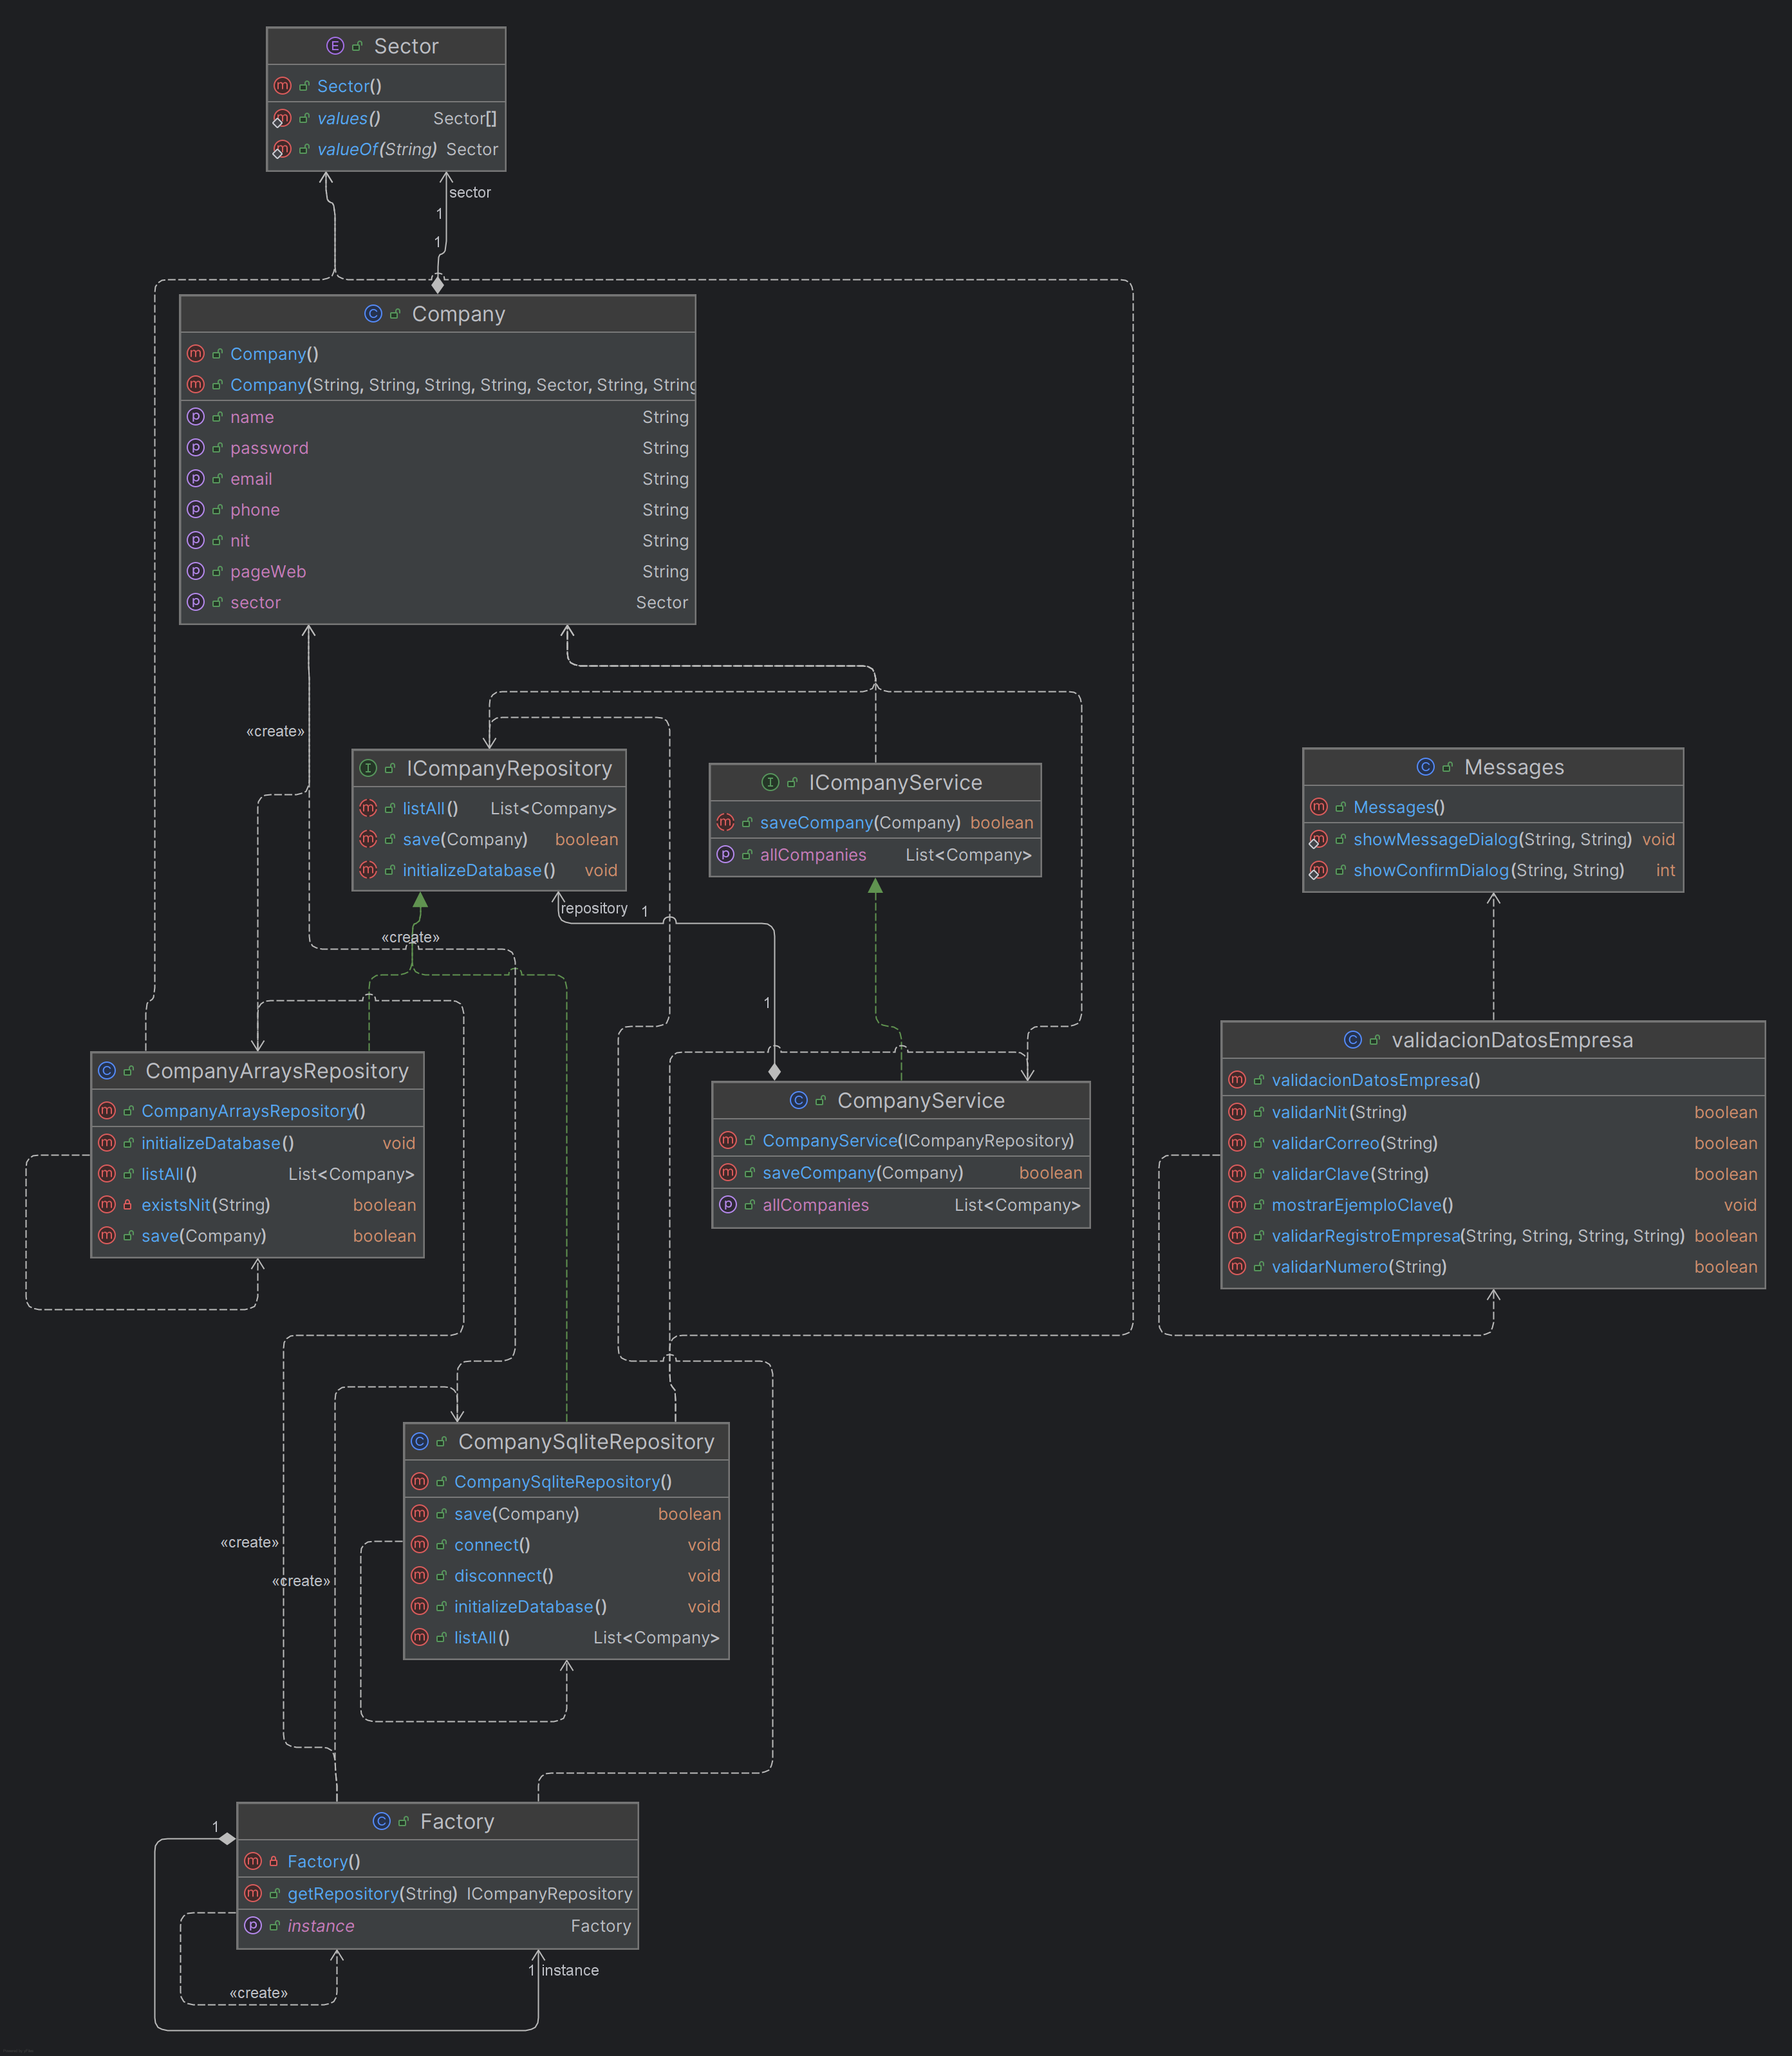 Sector
Sector()
values() Sector[]
valueOf(String) Sector
sector
1
1
Company
Company()
Company(String, String, String, String, Sector, String, String
name String
password String
email String
phone String
nit String
pageWeb String
sector Sector
«create»
ICompanyRepository
listAll() List<Company>
save(Company) boolean
initializeDatabase() void
ICompanyService
saveCompany(Company) boolean
allCompanies List<Company>
Messages
Messages()
showMessageDialog(String, String) void
showConfirmDialog(String, String) int
repository 1
«create»
1
CompanyArraysRepository
CompanyArraysRepository()
initializeDatabase() void
listAll() List<Company>
existsNit(String) boolean
save(Company) boolean
CompanyService
CompanyService(ICompanyRepository)
saveCompany(Company) boolean
allCompanies List<Company>
validacionDatosEmpresa
validacionDatosEmpresa()
validarNit(String) boolean
validarCorreo(String) boolean
validarClave(String) boolean
mostrarEjemploClave() void
validarRegistroEmpresa(String, String, String, String) boolean
validarNumero(String) boolean
CompanySqliteRepository
CompanySqliteRepository()
save(Company) boolean
connect() void
disconnect() void
initializeDatabase() void
listAll() List<Company>
«create»
«create»
1
Factory
Factory()
getRepository(String) ICompanyRepository
instance Factory
1 instance
«create»